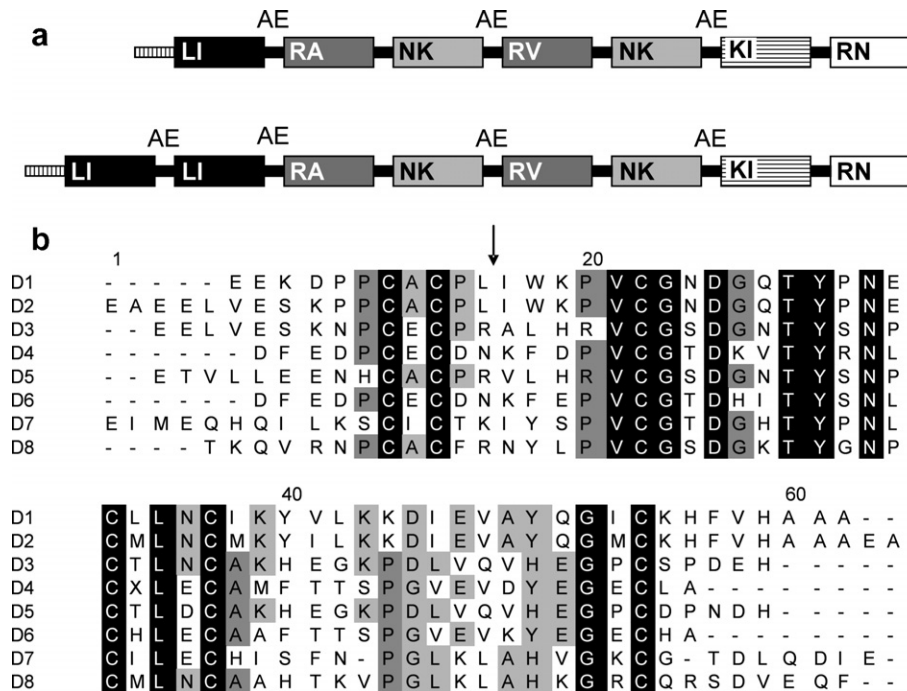 a
AE AE AE
LI RA NK RV NK KI RN
AE AE AE AE
LI LI RA NK RV NK KI RN
b
1 20
D1 - - - - - E E K D P P C A C P L I W K P V C G N D G Q T Y P N E
D2 E A E E L V E S K P P C A C P L I W K P V C G N D G Q T Y P N E
D3 - - E E L V E S K N P C E C P R A L H R V C G S D G N T Y S N P
D4 - - - - - - D F E D P C E C D N K F D P V C G T D K V T Y R N L
D5 - - E T V L L E E N H C A C P R V L H R V C G S D G N T Y S N P
D6 - - - - - - D F E D P C E C D N K F E P V C G T D H I T Y S N L
D7 E I M E Q H Q I L K S C I C T K I Y S P V C G T D G H T Y P N L
D8 - - - - T K Q V R N P C A C F R N Y L P V C G S D G K T Y G N P
40 60
D1 C L L N C I K Y V L K K D I E V A Y Q G I C K H F V H A A A - -
D2 C M L N C M K Y I L K K D I E V A Y Q G M C K H F V H A A A E A
D3 C T L N C A K H E G K P D L V Q V H E G P C S P D E H - - - - -
D4 C X L E C A M F T T S P G V E V D Y E G E C L A - - - - - - - -
D5 C T L D C A K H E G K P D L V Q V H E G P C D P N D H - - - - -
D6 C H L E C A A F T T S P G V E V K Y E G E C H A - - - - - - - -
D7 C I L E C H I S F N - P G L K L A H V G K C G - T D L Q D I E -
D8 C M L N C A A H T K V P G L K L A H K G R C Q R S D V E Q F - -